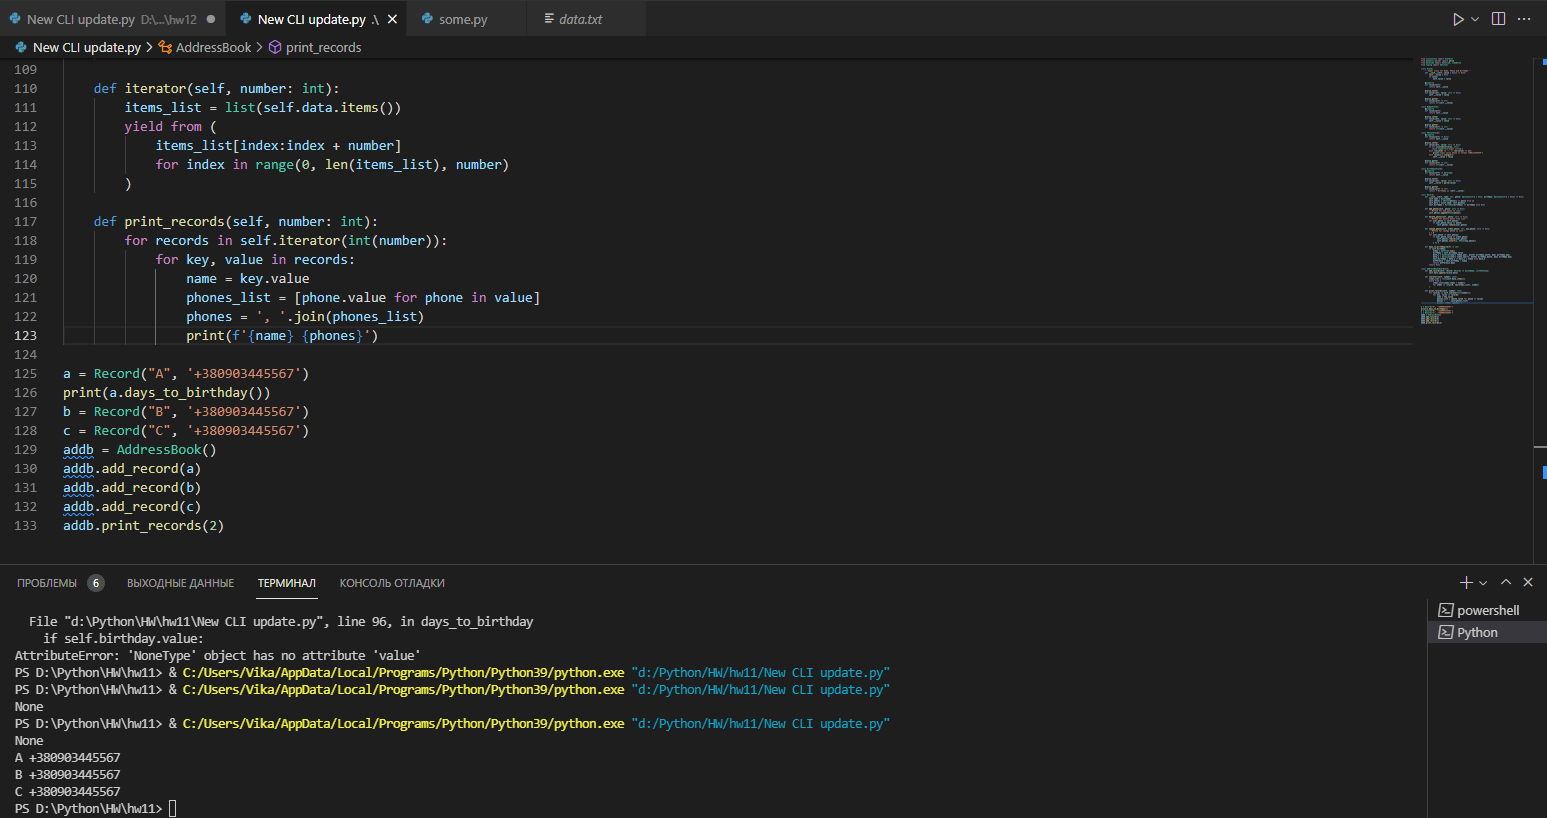 New CLI update.py D:\...\hw12 New CLI update.py .\ some.py data.txt
New CLI update.py > AddressBook > print_records
109
110 def iterator(self, number: int):
111 items_list = list(self.data.items())
112 yield from (
113 items_list[index:index + number]
114 for index in range(0, len(items_list), number)
115 )
116
117 def print_records(self, number: int):
118 for records in self.iterator(int(number)):
119 for key, value in records:
120 name = key.value
121 phones_list = [phone.value for phone in value]
122 phones = ', '.join(phones_list)
123 print(f'{name} {phones}')
124
125 a = Record("A", '+380903445567')
126 print(a.days_to_birthday())
127 b = Record("B", '+380903445567')
128 c = Record("C", '+380903445567')
129 addb = AddressBook()
130 addb.add_record(a)
131 addb.add_record(b)
132 addb.add_record(c)
133 addb.print_records(2)
ПРОБЛЕМЫ 6 ВЫХОДНЫЕ ДАННЫЕ ТЕРМИНАЛ КОНСОЛЬ ОТЛАДКИ
File "d:\Python\HW\hw11\New CLI update.py", line 96, in days_to_birthday
if self.birthday.value:
AttributeError: 'NoneType' object has no attribute 'value'
PS D:\Python\HW\hw11> & C:/Users/Vika/AppData/Local/Programs/Python/Python39/python.exe "d:/Python/HW/hw11/New CLI update.py"
PS D:\Python\HW\hw11> & C:/Users/Vika/AppData/Local/Programs/Python/Python39/python.exe "d:/Python/HW/hw11/New CLI update.py"
None
PS D:\Python\HW\hw11> & C:/Users/Vika/AppData/Local/Programs/Python/Python39/python.exe "d:/Python/HW/hw11/New CLI update.py"
None
A +380903445567
B +380903445567
C +380903445567
PS D:\Python\HW\hw11>
powershell
Python